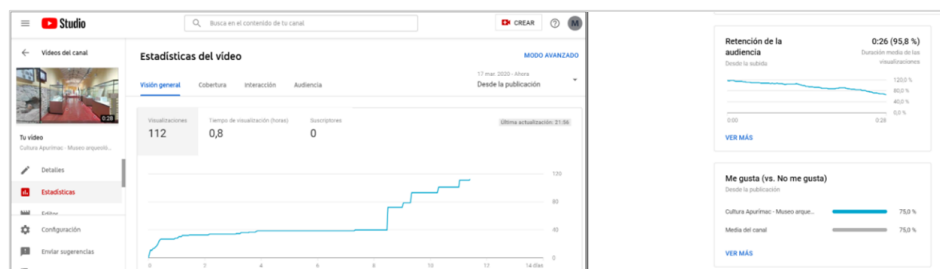 Studio
Busca en el contenido de tu canal
CREAR
M
Vídeos del canal
0:28
Tu vídeo
Cultura Apurímac - Museo arqueoló...
Detalles
Estadísticas
Editor
Configuración
Enviar sugerencias
Estadísticas del vídeo
MODO AVANZADO
Visión general
Cobertura
Interacción
Audiencia
17 mar. 2020 - Ahora
Desde la publicación
Visualizaciones
112
Tiempo de visualización (horas)
0,8
Suscriptores
0
Última actualización: 21:06
120
80
40
0
0 2 4 6 8 10 12 14 días
Retención de la audiencia
Desde la subida
0:26 (95,8 %)
Duración media de las visualizaciones
120,0 %
80,0 %
40,0 %
0,0 %
0:00
0:28
VER MÁS
Me gusta (vs. No me gusta)
Desde la publicación
Cultura Apurímac - Museo arque...
75,0 %
Media del canal
75,0 %
VER MÁS